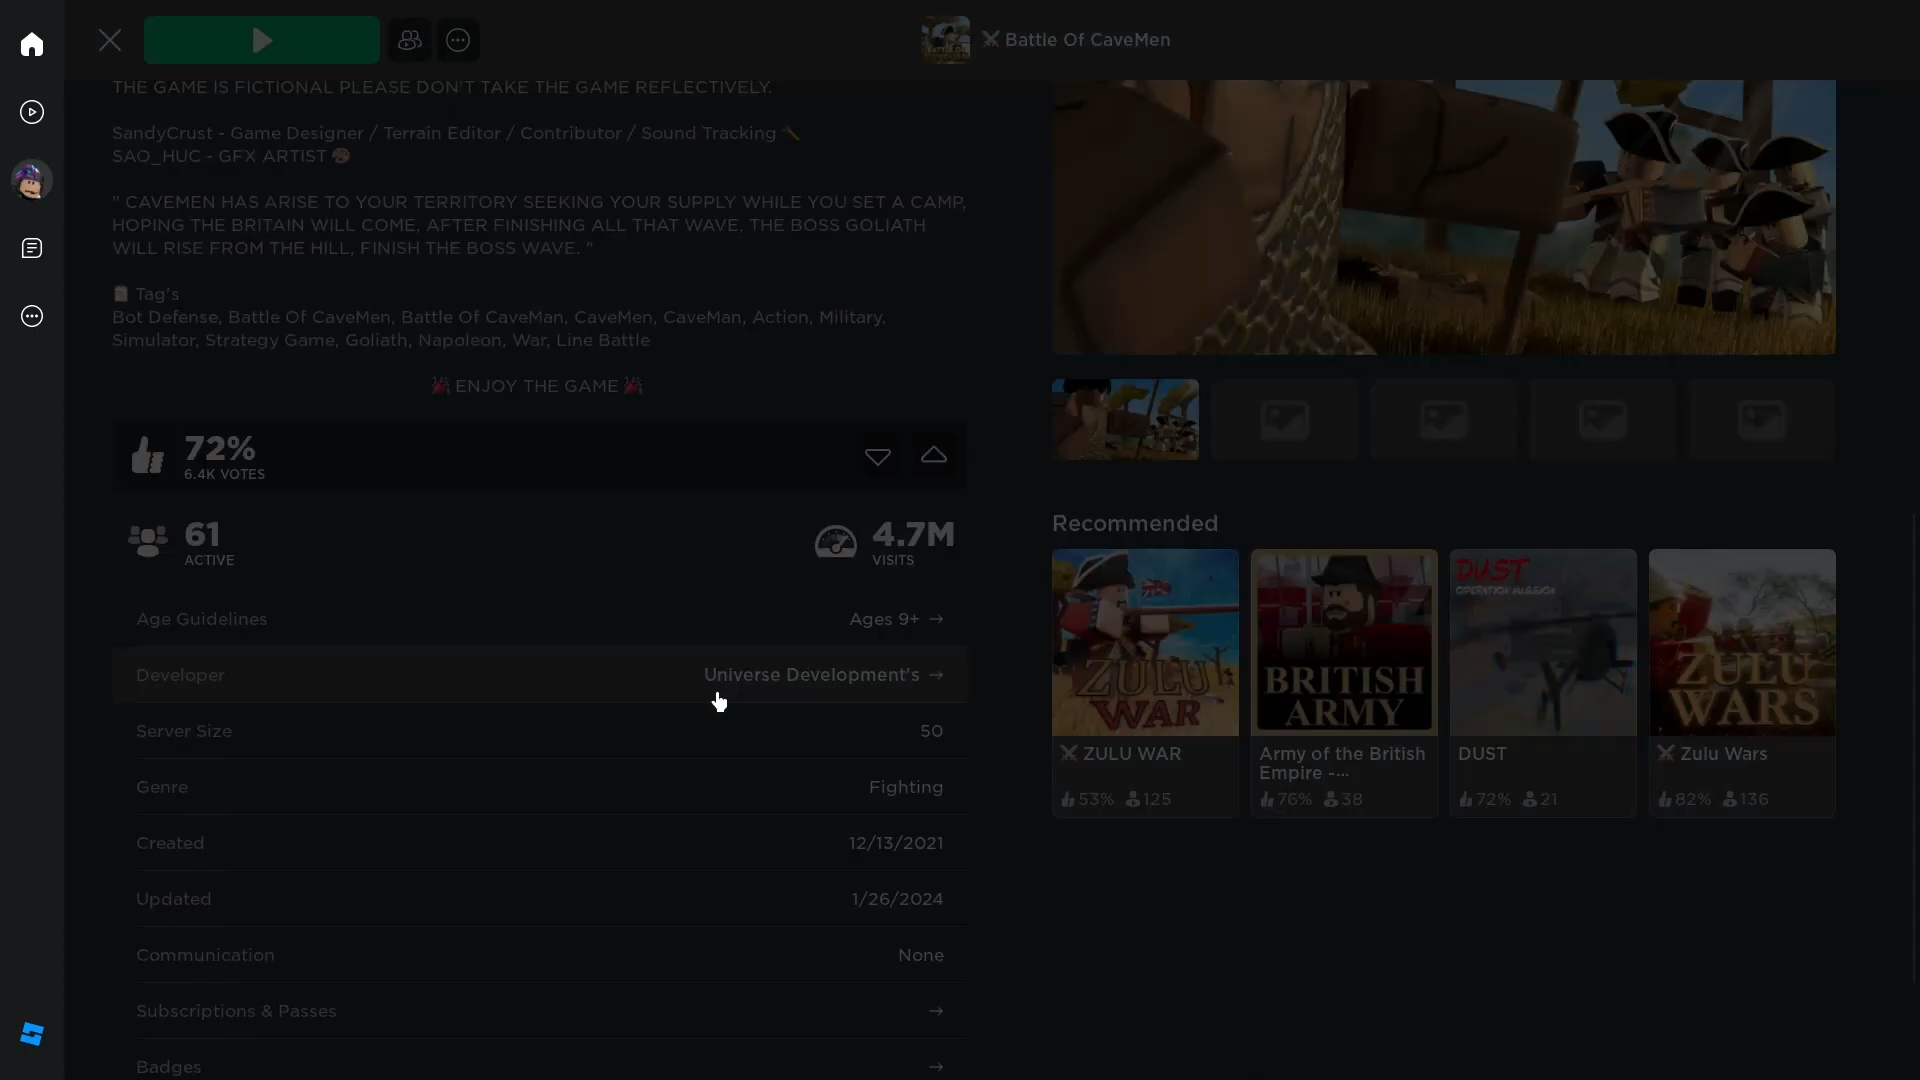 ⚔️ Battle Of CaveMen
THE GAME IS FICTIONAL PLEASE DON'T TAKE THE GAME REFLECTIVELY.
SandyCrust - Game Designer / Terrain Editor / Contributor / Sound Tracking
SAO_HUC - GFX ARTIST 🎨
" CAVEMEN HAS ARISE TO YOUR TERRITORY SEEKING YOUR SUPPLY WHILE YOU SET A CAMP,
HOPING THE BRITAIN WILL COME, AFTER FINISHING ALL THAT WAVE. THE BOSS GOLIATH
WILL RISE FROM THE HILL, FINISH THE BOSS WAVE. "
📋 Tag's
Bot Defense, Battle Of CaveMen, Battle Of CaveMan, CaveMen, CaveMan, Action, Military,
Simulator, Strategy Game, Goliath, Napoleon, War, Line Battle
🎉 ENJOY THE GAME 🎉
72%
6.4K VOTES
61
ACTIVE
4.7M
VISITS
Age Guidelines
Ages 9+ →
Developer
Universe Development's →
Server Size
50
Genre
Fighting
Created
12/13/2021
Updated
1/26/2024
Communication
None
Subscriptions & Passes
→
Badges
→
Recommended
ZULU
WAR
BRITISH
ARMY
DUST
OPERATION MISSION
ZULU
WARS
⚔️ ZULU WAR
53% 125
Army of the British
Empire -...
76% 38
DUST
72% 21
⚔️ Zulu Wars
82% 136